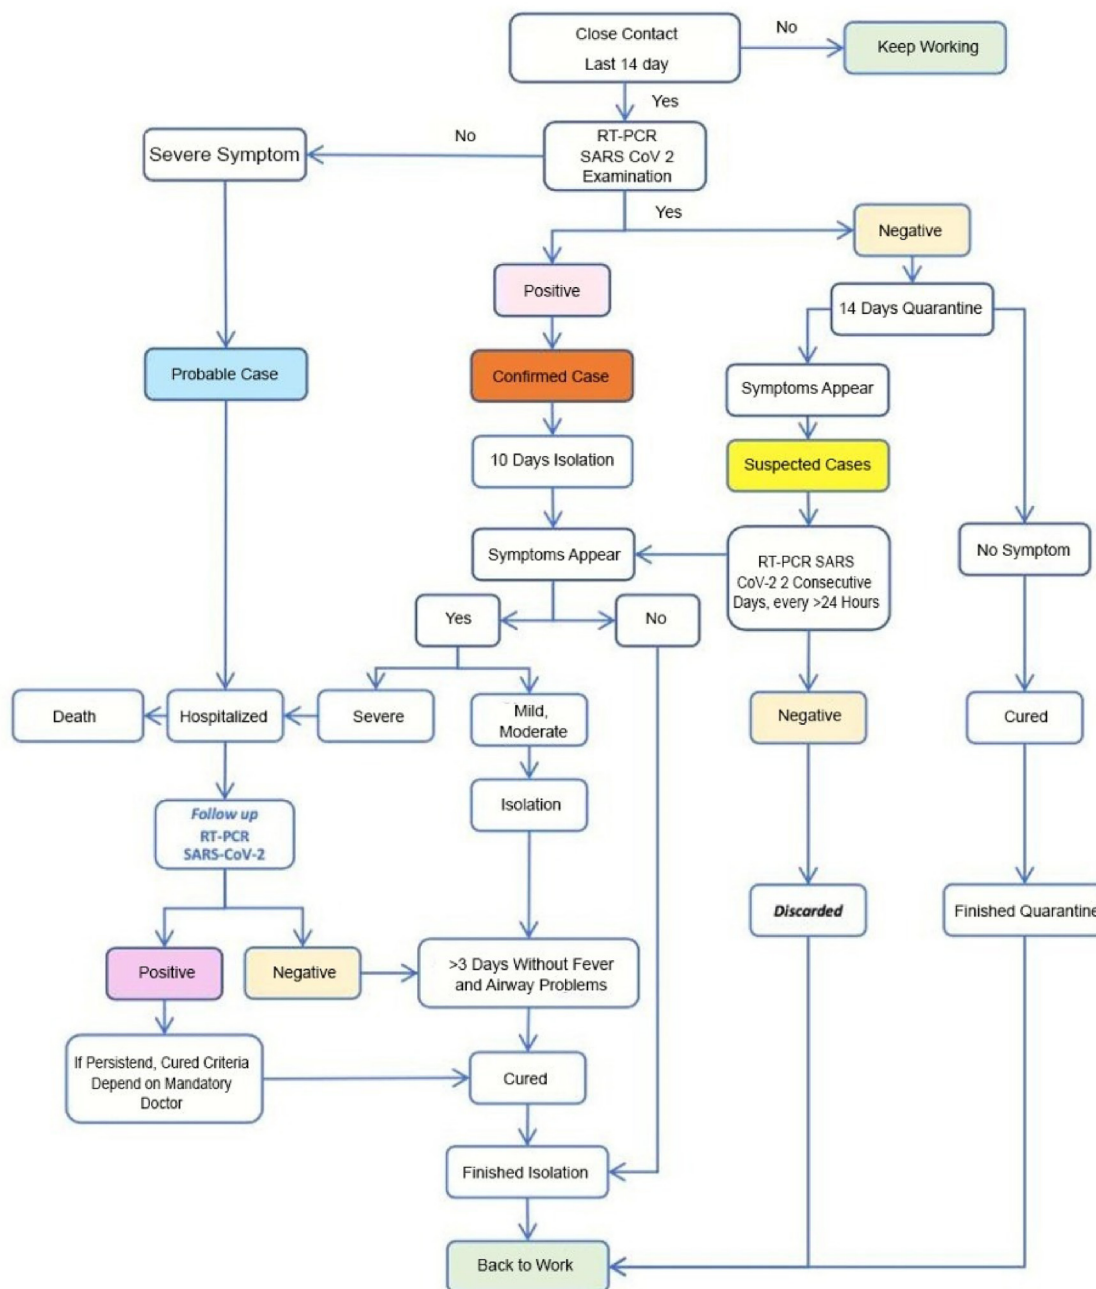 Close Contact
Last 14 day
No
Keep Working
Yes
RT-PCR
SARS CoV 2
Examination
No
Severe Symptom
Yes
Negative
Positive
14 Days Quarantine
Probable Case
Confirmed Case
Symptoms Appear
10 Days Isolation
Suspected Cases
Symptoms Appear
RT-PCR SARS
CoV-2 2 Consecutive
Days, every >24 Hours
No Symptom
Yes
No
Death
Hospitalized
Severe
Mild,
Moderate
Negative
Cured
Isolation
Follow up
RT-PCR
SARS-CoV-2
Discarded
Finished Quarantine
Positive
Negative
>3 Days Without Fever
and Airway Problems
If Persistend, Cured Criteria
Depend on Mandatory
Doctor
Cured
Finished Isolation
Back to Work